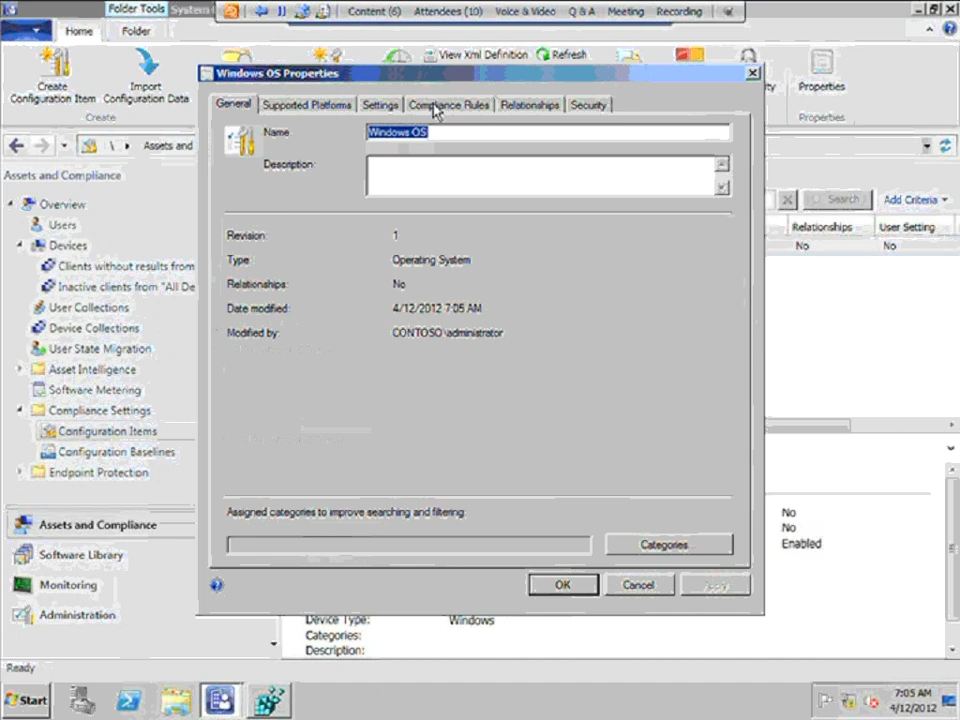 Folder Tools System
Content (6) Attendees (10) Voice & Video Q & A Meeting Recording
Home Folder
Create
Configuration Item
Import
Configuration Data
Create
View Xml Definition Refresh
Properties
Properties
Assets and
Assets and Compliance
Overview
Users
Devices
Clients without results from
Inactive clients from "All De
User Collections
Device Collections
User State Migration
Asset Intelligence
Software Metering
Compliance Settings
Configuration Items
Configuration Baselines
Endpoint Protection
Assets and Compliance
Software Library
Monitoring
Administration
Windows OS Properties
General Supported Platforms Settings Compliance Rules Relationships Security
Name Windows OS
Description:
Revision: 1
Type: Operating System
Relationships: No
Date modified: 4/12/2012 7:05 AM
Modified by: CONTOSO\administrator
Assigned categories to improve searching and filtering:
Categories
OK Cancel Apply
Search Add Criteria
Relationships User Setting
No No
No
No
Enabled
Device Type: Windows
Categories:
Description:
Ready
Start
7:05 AM
4/12/2012